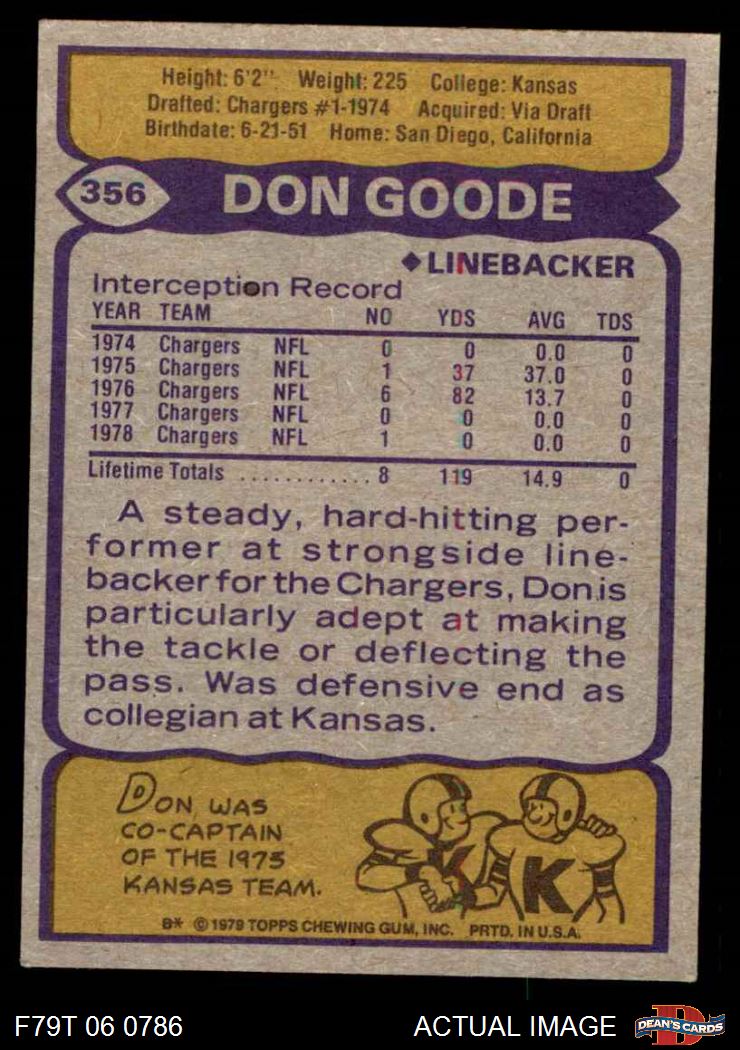 Height: 6'2" Weight: 225 College: Kansas
Drafted: Chargers #1-1974 Acquired: Via Draft
Birthdate: 6-21-51 Home: San Diego, California
356 DON GOODE
◆LINEBACKER
Interception Record
YEAR TEAM NO YDS AVG TDS
1974 Chargers NFL 0 0 0.0 0
1975 Chargers NFL 1 37 37.0 0
1976 Chargers NFL 6 82 13.7 0
1977 Chargers NFL 0 0 0.0 0
1978 Chargers NFL 1 0 0.0 0
Lifetime Totals ............ 8 119 14.9 0
A steady, hard-hitting per-
former at strongside line-
backer for the Chargers, Don is
particularly adept at making
the tackle or deflecting the
pass. Was defensive end as
collegian at Kansas.
DON WAS
CO-CAPTAIN
OF THE 1973
KANSAS TEAM.
K K
B* © 1979 TOPPS CHEWING GUM, INC. PRTD. IN U.S.A.
F79T 06 0786 ACTUAL IMAGE D DEAN'S CARDS